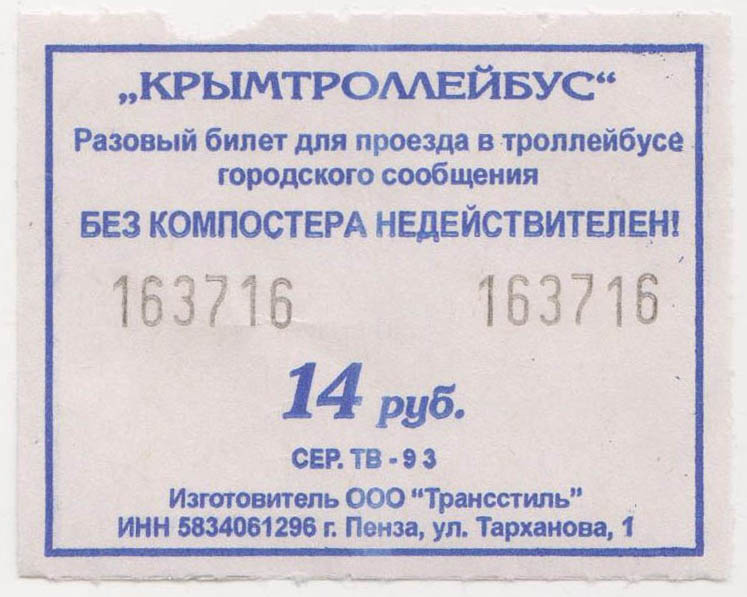 „КРЫМТРОЛЛЕЙБУС“
Разовый билет для проезда в троллейбусе
городского сообщения
БЕЗ КОМПОСТЕРА НЕДЕЙСТВИТЕЛЕН!
163716 163716
14 руб.
СЕР. ТВ - 9 3
Изготовитель ООО "Трансстиль"
ИНН 5834061296 г. Пенза, ул. Тарханова, 1